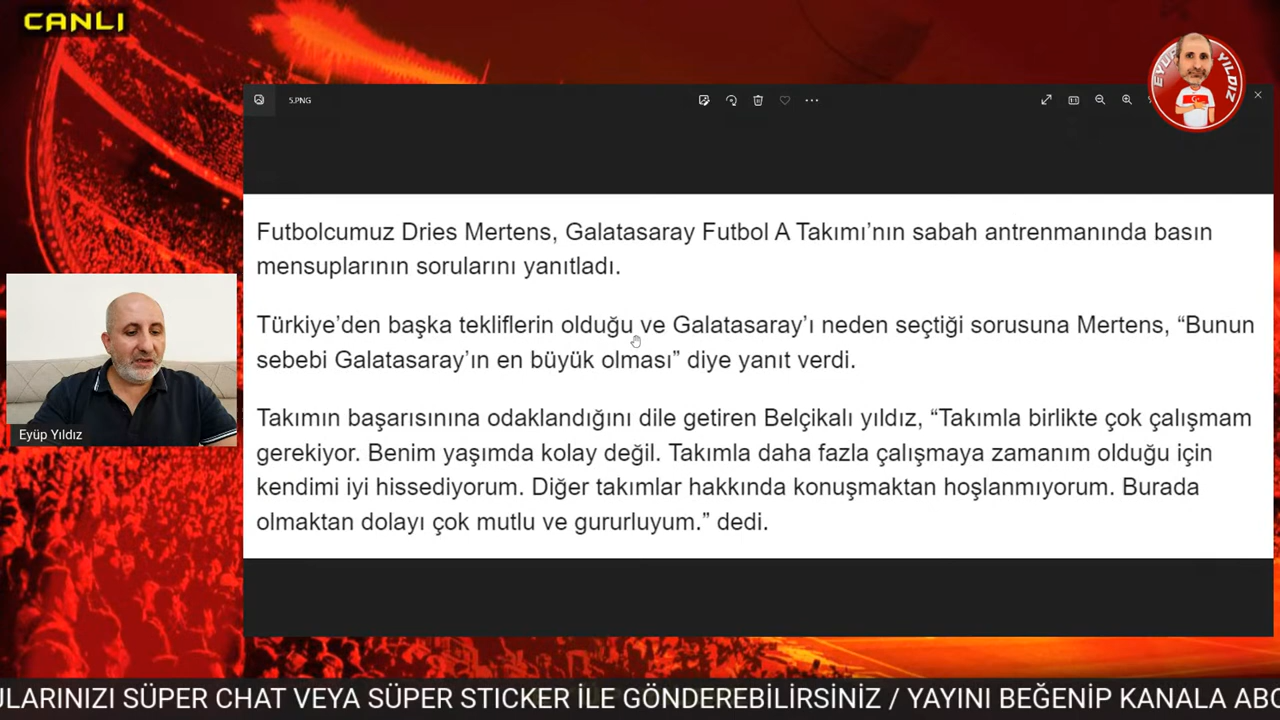 CANLI
EYÜP YILDIZ
5.PNG
Futbolcumuz Dries Mertens, Galatasaray Futbol A Takımı’nın sabah antrenmanında basın
mensuplarının sorularını yanıtladı.
Türkiye’den başka tekliflerin olduğu ve Galatasaray’ı neden seçtiği sorusuna Mertens, “Bunun
sebebi Galatasaray’ın en büyük olması” diye yanıt verdi.
Takımın başarısınına odaklandığını dile getiren Belçikalı yıldız, “Takımla birlikte çok çalışmam
gerekiyor. Benim yaşımda kolay değil. Takımla daha fazla çalışmaya zamanım olduğu için
kendimi iyi hissediyorum. Diğer takımlar hakkında konuşmaktan hoşlanmıyorum. Burada
olmaktan dolayı çok mutlu ve gururluyum.” dedi.
Eyüp Yıldız
ULARINIZI SÜPER CHAT VEYA SÜPER STICKER İLE GÖNDEREBİLİRSİNİZ / YAYINI BEĞENİP KANALA ABO